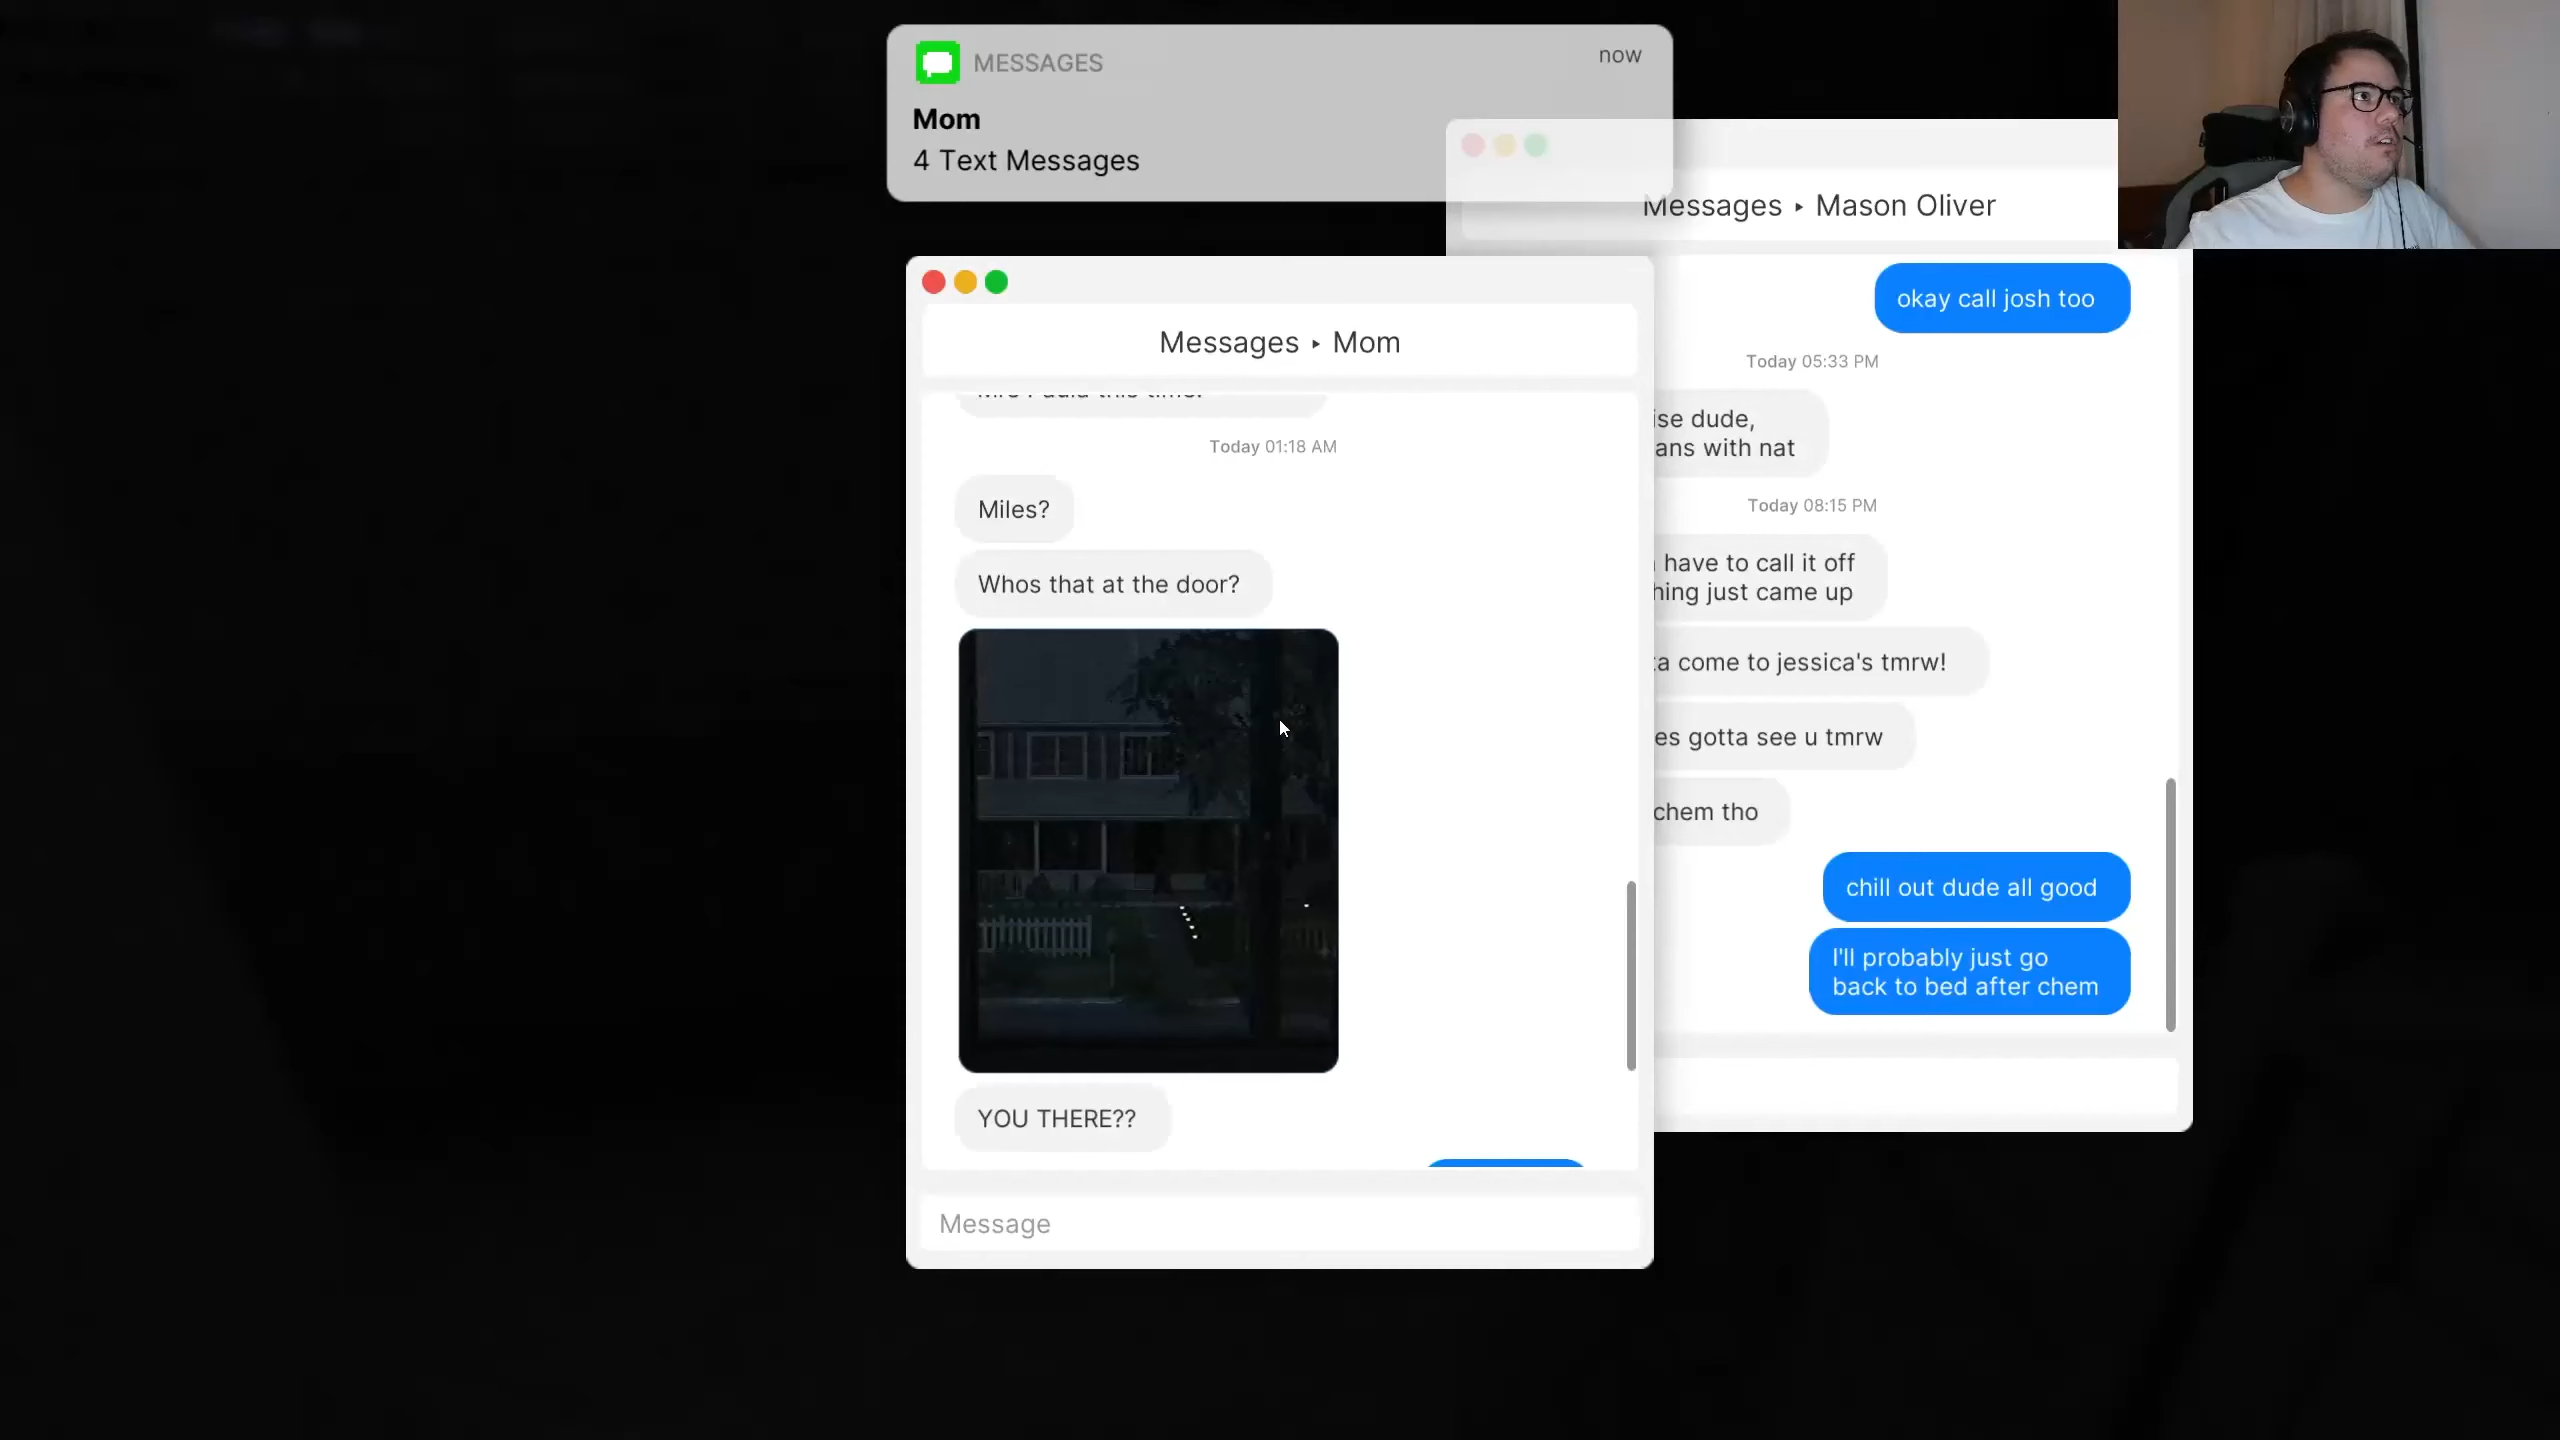 MESSAGES
now
Mom
4 Text Messages
Messages ▸ Mason Oliver
okay call josh too
Today 05:33 PM
ise dude,
ans with nat
Today 08:15 PM
have to call it off
hing just came up
ta come to jessica's tmrw!
es gotta see u tmrw
chem tho
chill out dude all good
I'll probably just go
back to bed after chem
Messages ▸ Mom
this time.
Today 01:18 AM
Miles?
Whos that at the door?
YOU THERE??
Message